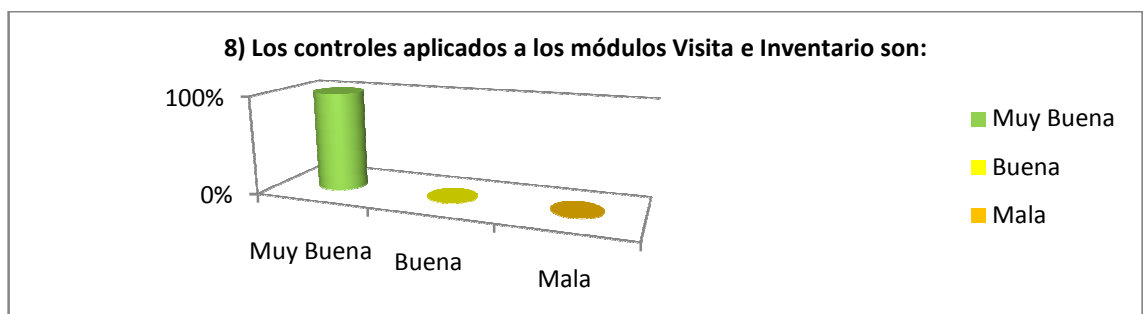 8) Los controles aplicados a los módulos Visita e Inventario son:
100%
0%
Muy Buena
Buena
Mala
Muy Buena
Buena
Mala